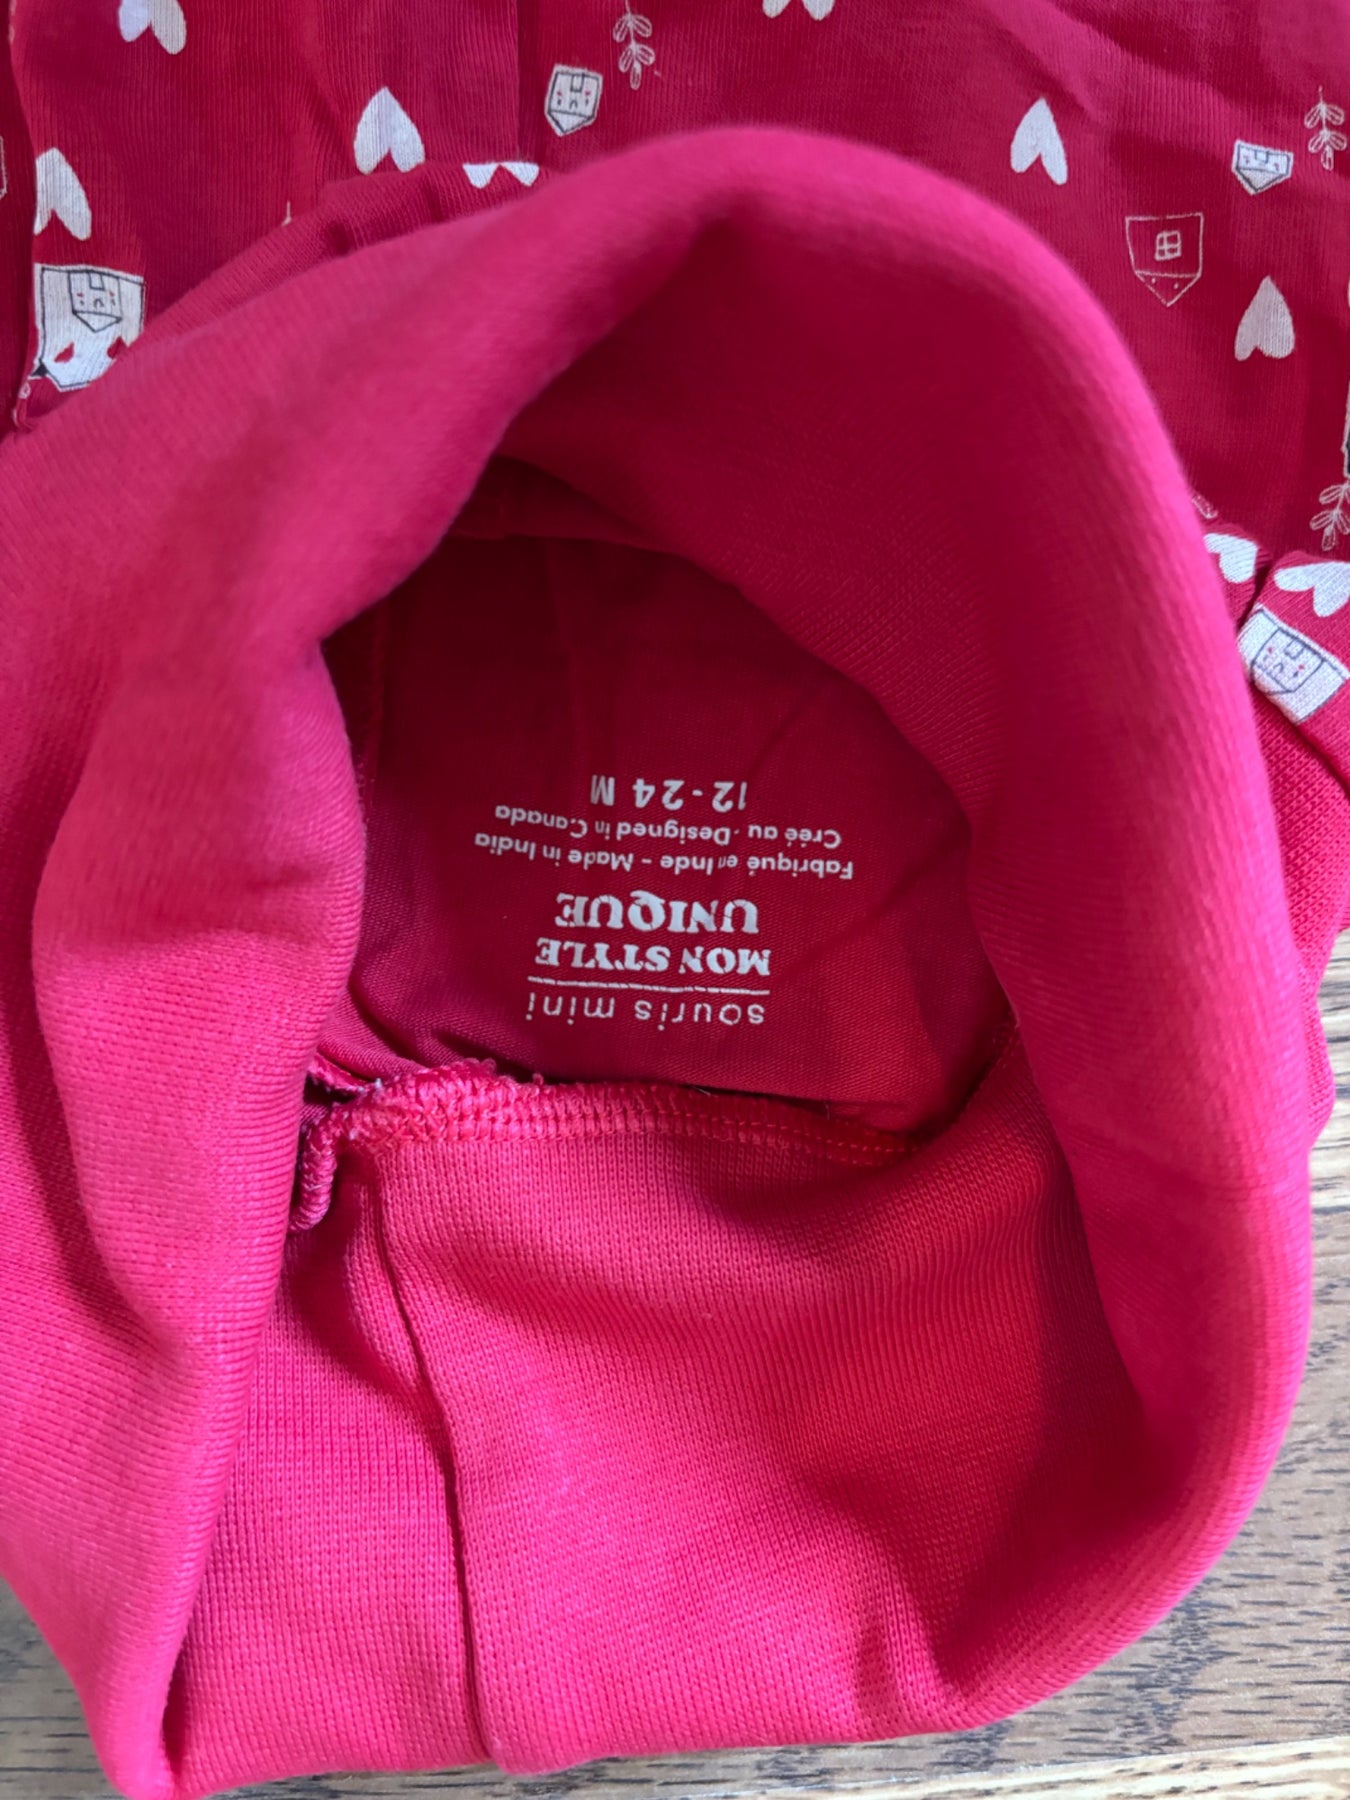 souris mini
MON STYLE
UNIQUE
Fabriqué en Inde - Made in India
Créé au · Designed in Canada
12-24 M